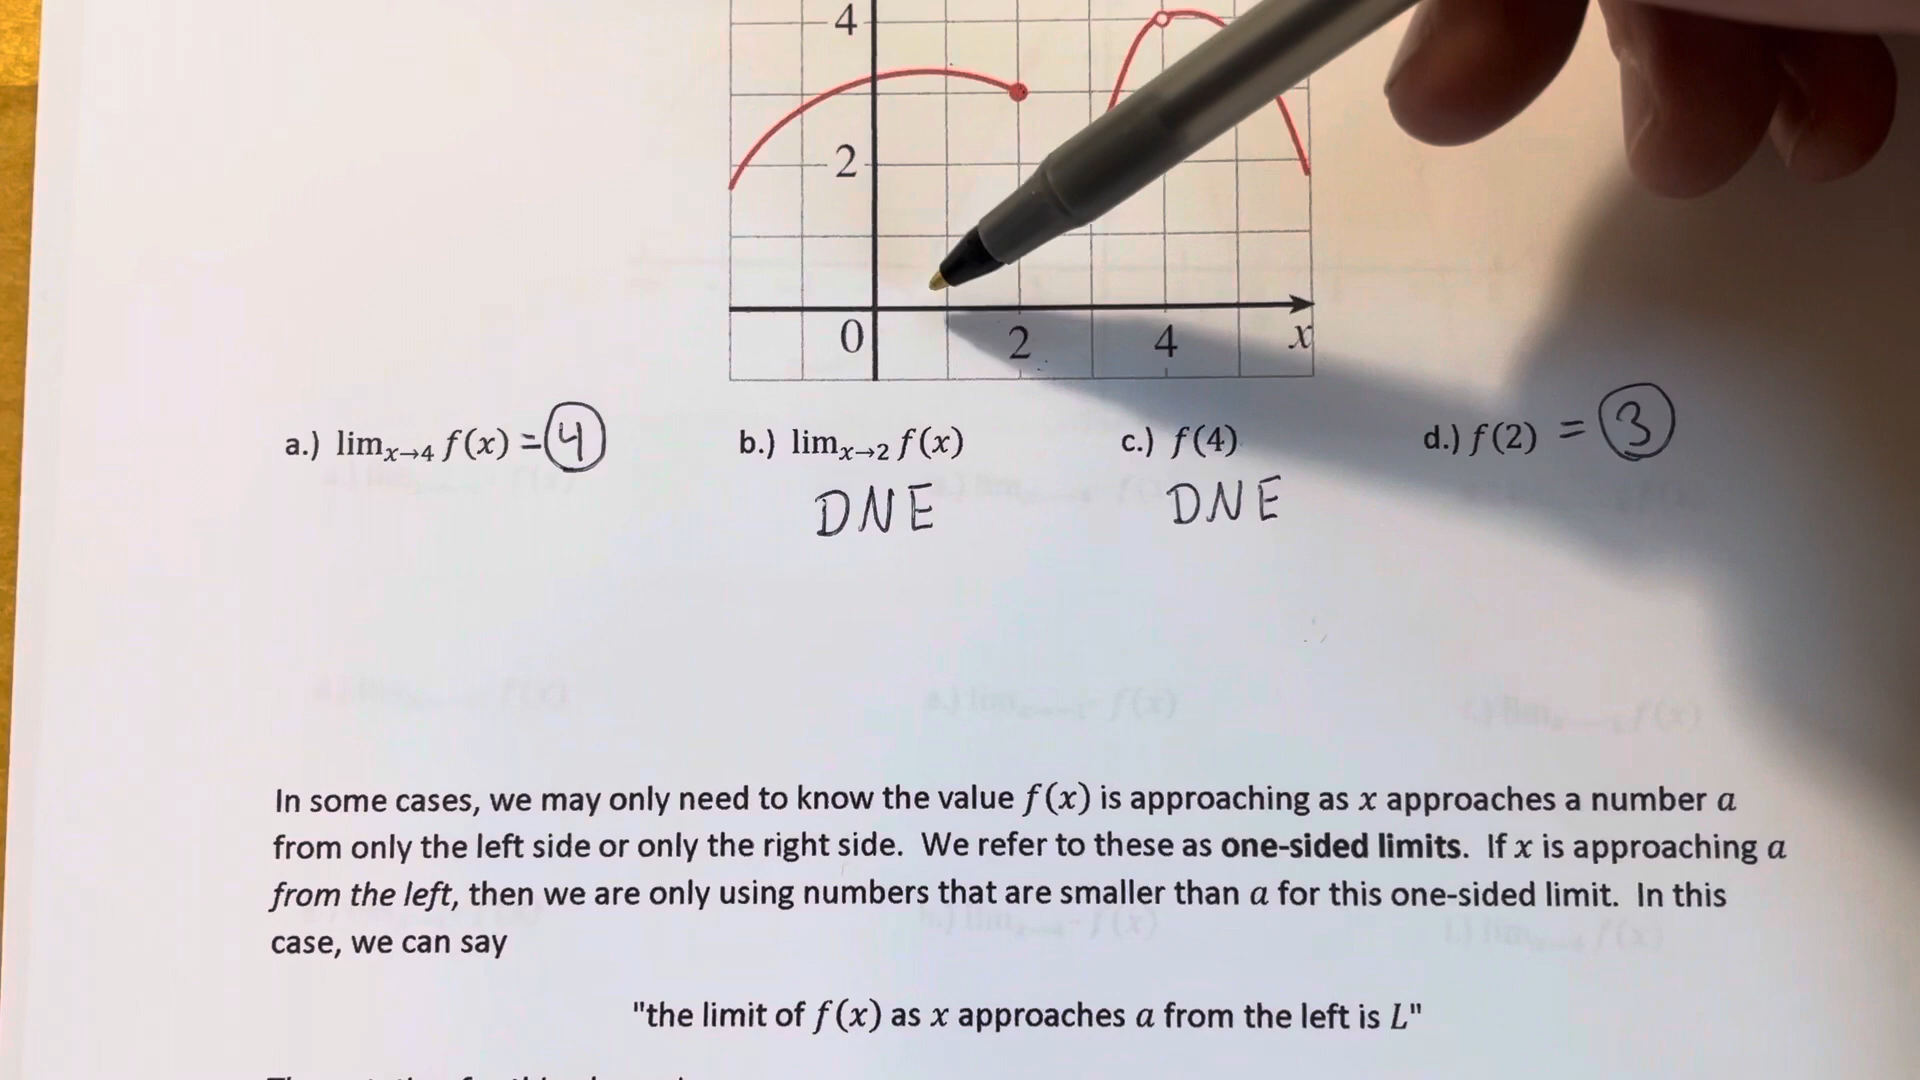 4
2
0 2 4 x
a.) lim x→4 f(x) = 4 b.) lim x→2 f(x) c.) f(4) d.) f(2) = 3
DNE DNE
In some cases, we may only need to know the value f(x) is approaching as x approaches a number a
from only the left side or only the right side. We refer to these as one-sided limits. If x is approaching a
from the left, then we are only using numbers that are smaller than a for this one-sided limit. In this
case, we can say
"the limit of f(x) as x approaches a from the left is L"